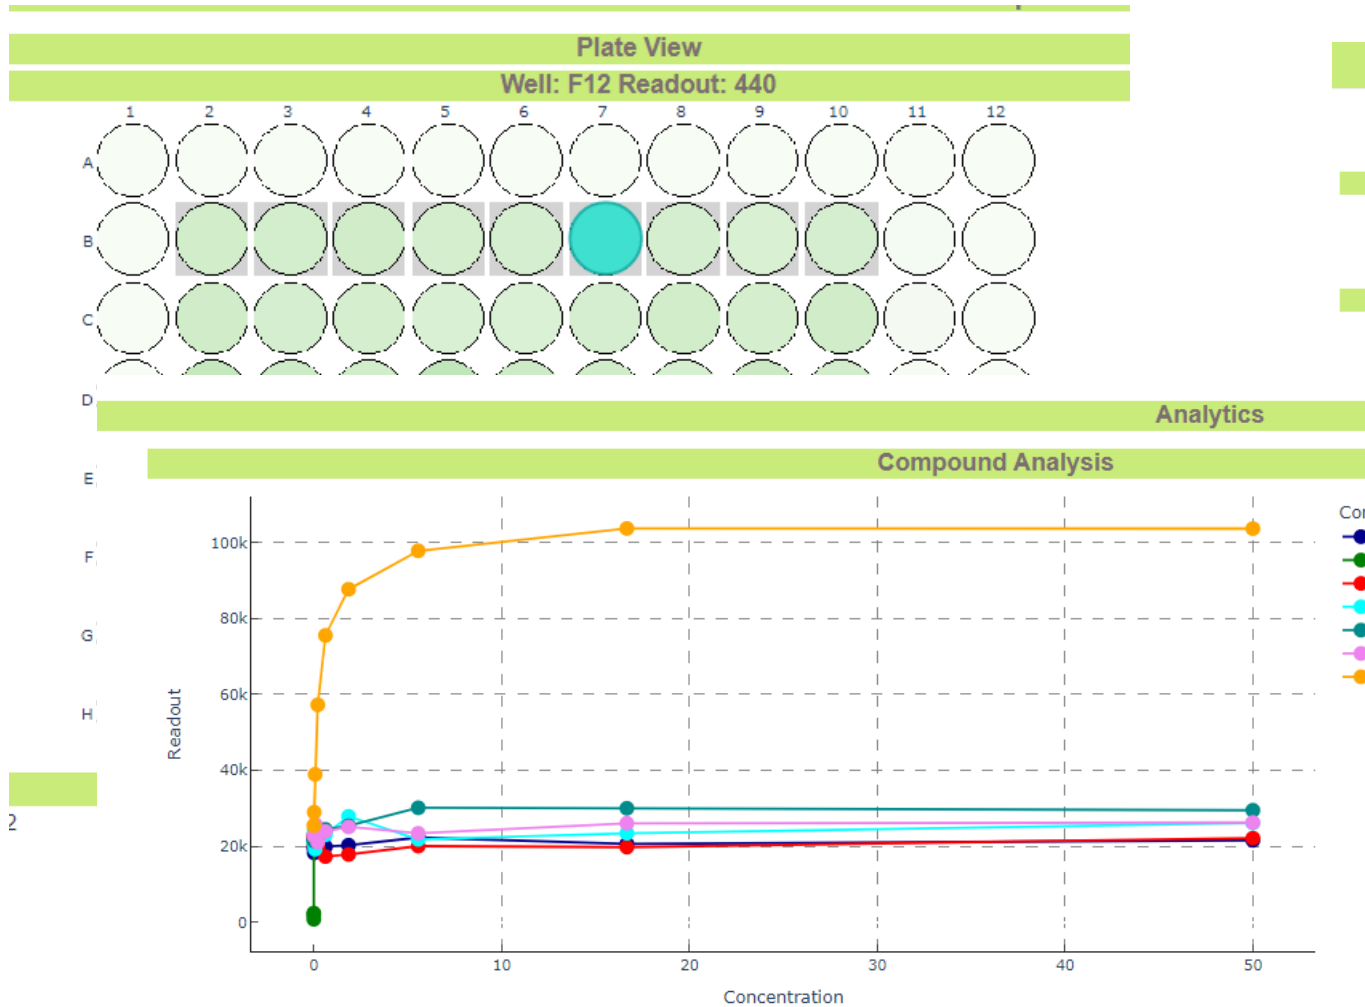 Plate View
Well: F12 Readout: 440
1 2 3 4 5 6 7 8 9 10 11 12
A
B
C
D
E
F
G
H
2
Analytics
Compound Analysis
Readout
100k
80k
60k
40k
20k
0
0 10 20 30 40 50
Concentration